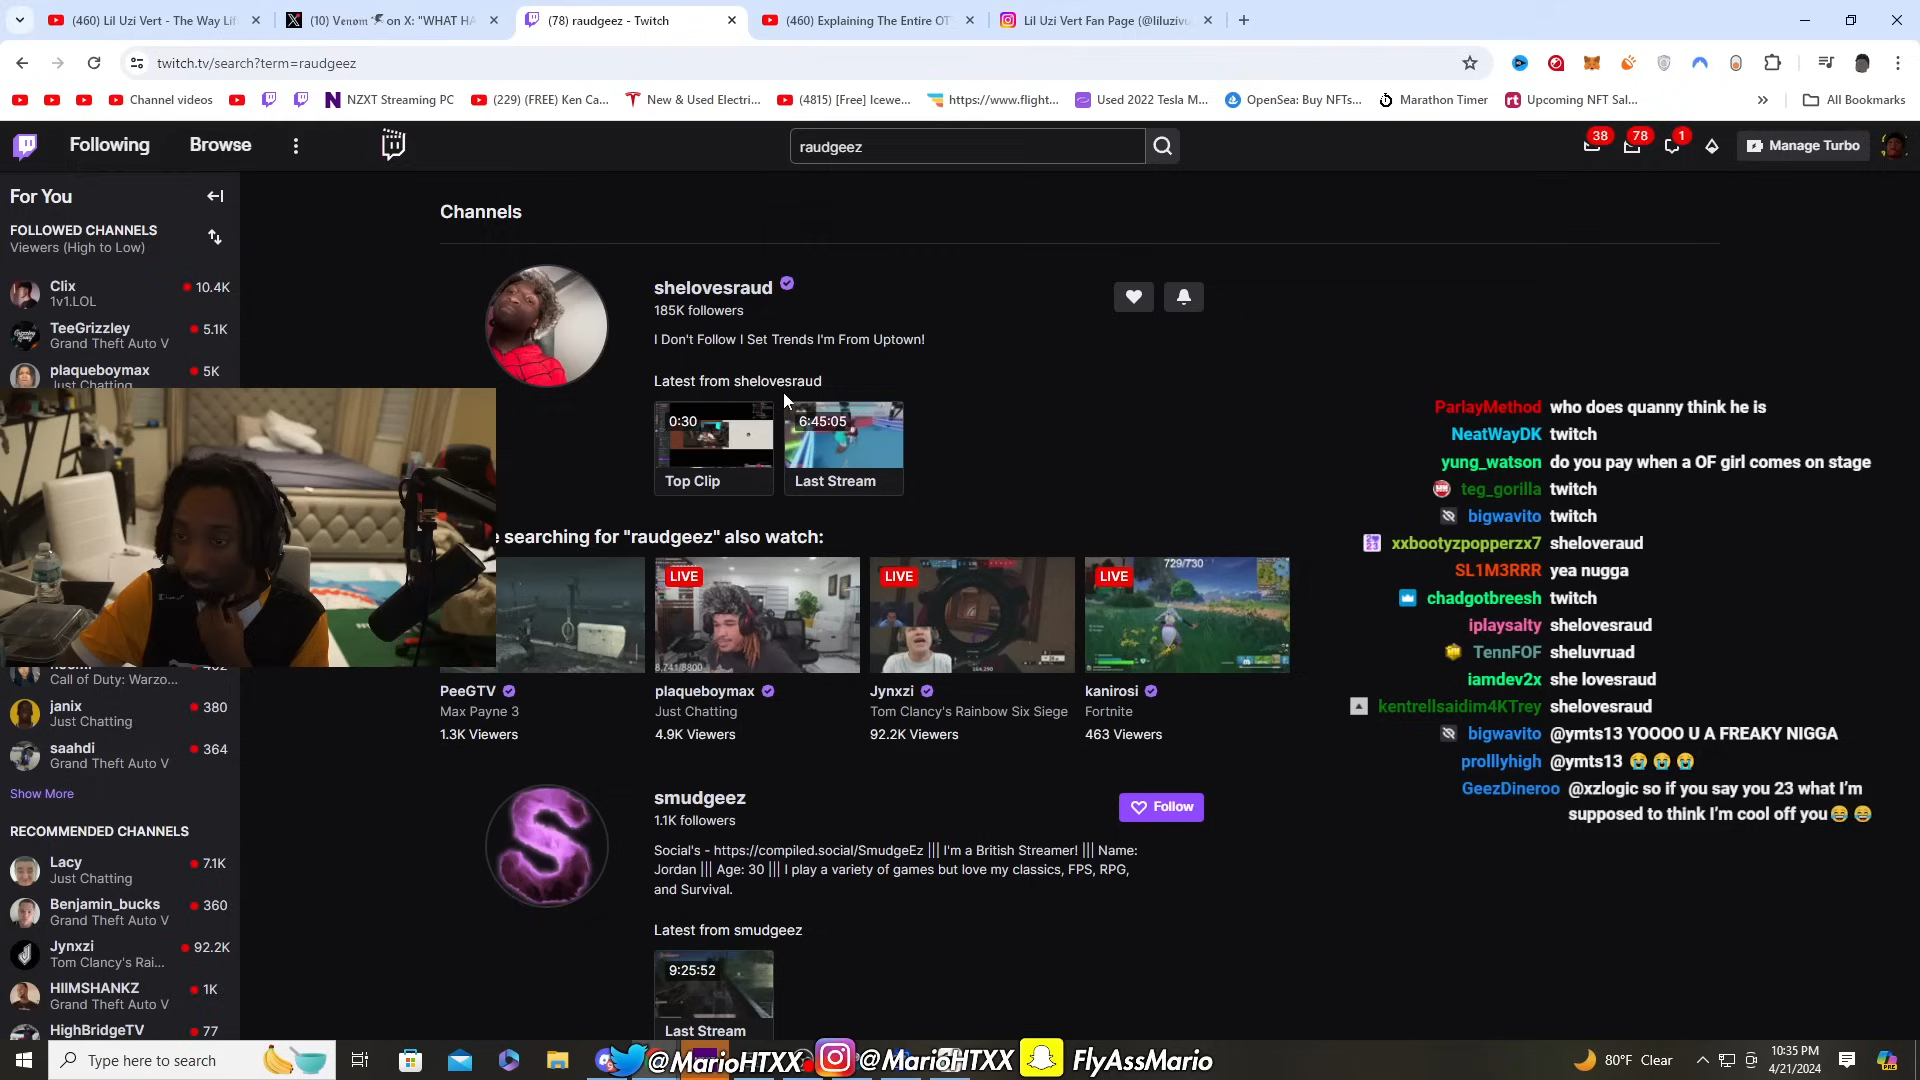 (460) Lil Uzi Vert - The Way Lif
(10) Venom on X: "WHAT HA
(78) raudgeez - Twitch
(460) Explaining The Entire OT
Lil Uzi Vert Fan Page (@liluzivu
twitch.tv/search?term=raudgeez
Channel videos
NZXT Streaming PC
(229) (FREE) Ken Ca...
New & Used Electri...
(4815) [Free] Icewe...
https://www.flight...
Used 2022 Tesla M...
OpenSea: Buy NFTs...
Marathon Timer
Upcoming NFT Sal...
All Bookmarks
Following
Browse
raudgeez
38
78
1
Manage Turbo
For You
FOLLOWED CHANNELS
Viewers (High to Low)
Clix
10.4K
1v1.LOL
TeeGrizzley
5.1K
Grand Theft Auto V
plaqueboymax
5K
Just Chatting
Call of Duty: Warzo...
janix
380
Just Chatting
saahdi
364
Grand Theft Auto V
Show More
RECOMMENDED CHANNELS
Lacy
7.1K
Just Chatting
Benjamin_bucks
360
Grand Theft Auto V
Jynxzi
92.2K
Tom Clancy's Rai...
HIIMSHANKZ
1K
Grand Theft Auto V
HighBridgeTV
77
Channels
shelovesraud
185K followers
I Don't Follow I Set Trends I'm From Uptown!
Latest from shelovesraud
0:30
Top Clip
6:45:05
Last Stream
searching for "raudgeez" also watch:
LIVE
LIVE
LIVE
729/730
8,741/8800
PeeGTV
Max Payne 3
1.3K Viewers
plaqueboymax
Just Chatting
4.9K Viewers
Jynxzi
Tom Clancy's Rainbow Six Siege
92.2K Viewers
kanirosi
Fortnite
463 Viewers
smudgeez
1.1K followers
Follow
Social's - https://compiled.social/SmudgeEz ||| I'm a British Streamer! ||| Name:
Jordan ||| Age: 30 ||| I play a variety of games but love my classics, FPS, RPG,
and Survival.
Latest from smudgeez
9:25:52
Last Stream
ParlayMethod who does quanny think he is
NeatWayDK twitch
yung_watson do you pay when a OF girl comes on stage
teg_gorilla twitch
bigwavito twitch
xxbootyzpopperzx7 sheloveraud
SL1M3RRR yea nugga
chadgotbreesh twitch
iplaysalty shelovesraud
TennFOF sheluvruad
iamdev2x she lovesraud
kentrellsaidim4KTrey shelovesraud
bigwavito @ymts13 YOOOO U A FREAKY NIGGA
prolllyhigh @ymts13 😭 😭 😭
GeezDineroo @xzlogic so if you say you 23 what I'm
supposed to think I'm cool off you😂 😂
Type here to search
@MarioHTXX
@MarioHTXX
FlyAssMario
80°F Clear
10:35 PM
4/21/2024